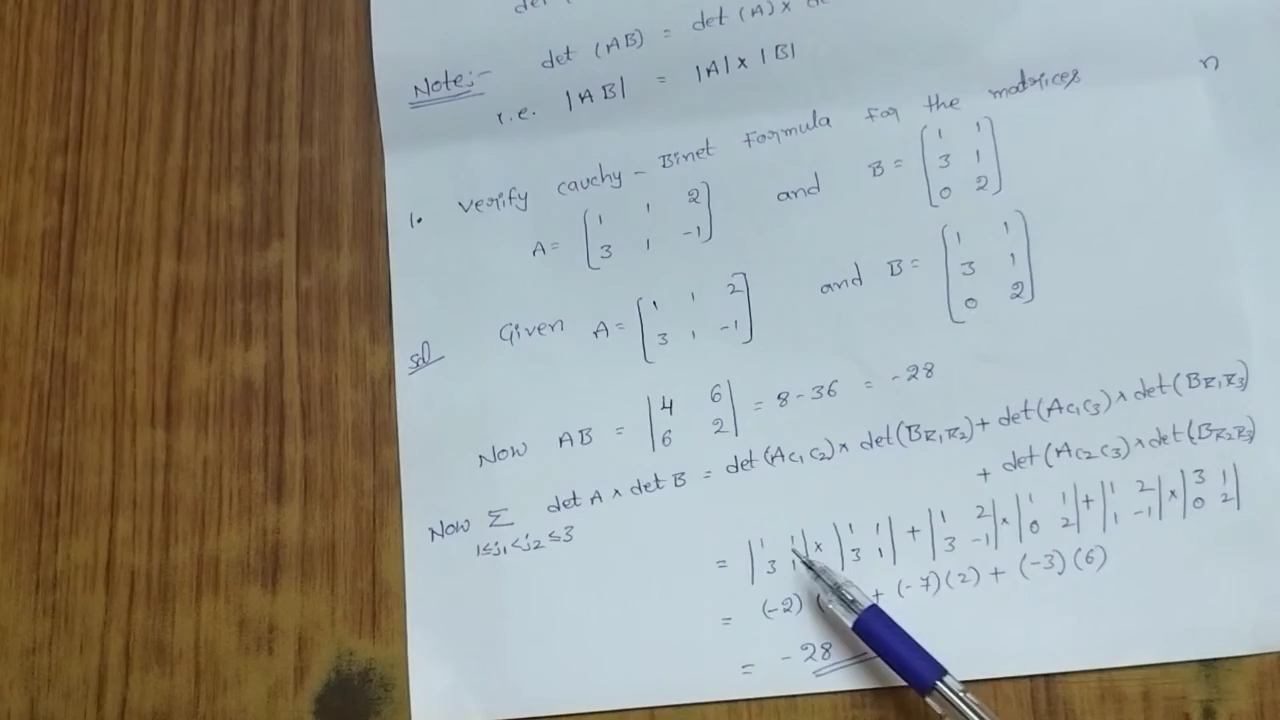 det (AB) = det (A) x
Note:- i.e. |AB| = |A| x |B|
n
1. Verify Cauchy - Binet Formula For the matrices
A = [1 1 2; 3 1 -1] and B = [1 1; 3 1; 0 2]
Sol Given A = [1 1 2; 3 1 -1] and B = [1 1; 3 1; 0 2]
Now AB = |4 6; 6 2| = 8 - 36 = -28
Now Σ det A x det B = det(AC1C2) x det(BR1R2) + det(AC1C3) x det(BR1R3)
1≤j1<j2≤3
+ det(AC2C3) x det(BR2R3)
= |1 1; 3 1| x |1 1; 3 1| + |1 2; 3 -1| x |1 1; 0 2| + |1 2; 1 -1| x |3 1; 0 2|
= (-2) ( + (-7)(2) + (-3)(6)
= -28